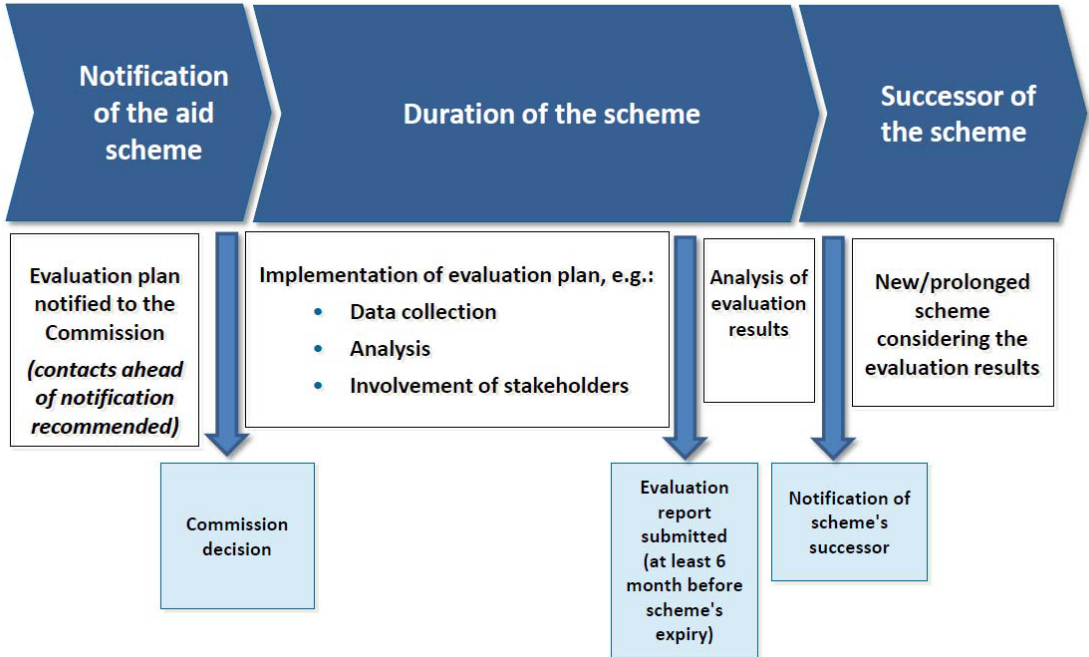 Notification
of the aid
scheme
Duration of the scheme
Successor of
the scheme
Evaluation plan
notified to the
Commission
(contacts ahead
of notification
recommended)
Implementation of evaluation plan, e.g.:
• Data collection
• Analysis
• Involvement of stakeholders
Analysis of
evaluation
results
New/prolonged
scheme
considering the
evaluation results
Commission
decision
Evaluation
report
submitted
(at least 6
month before
scheme's
expiry)
Notification of
scheme's
successor